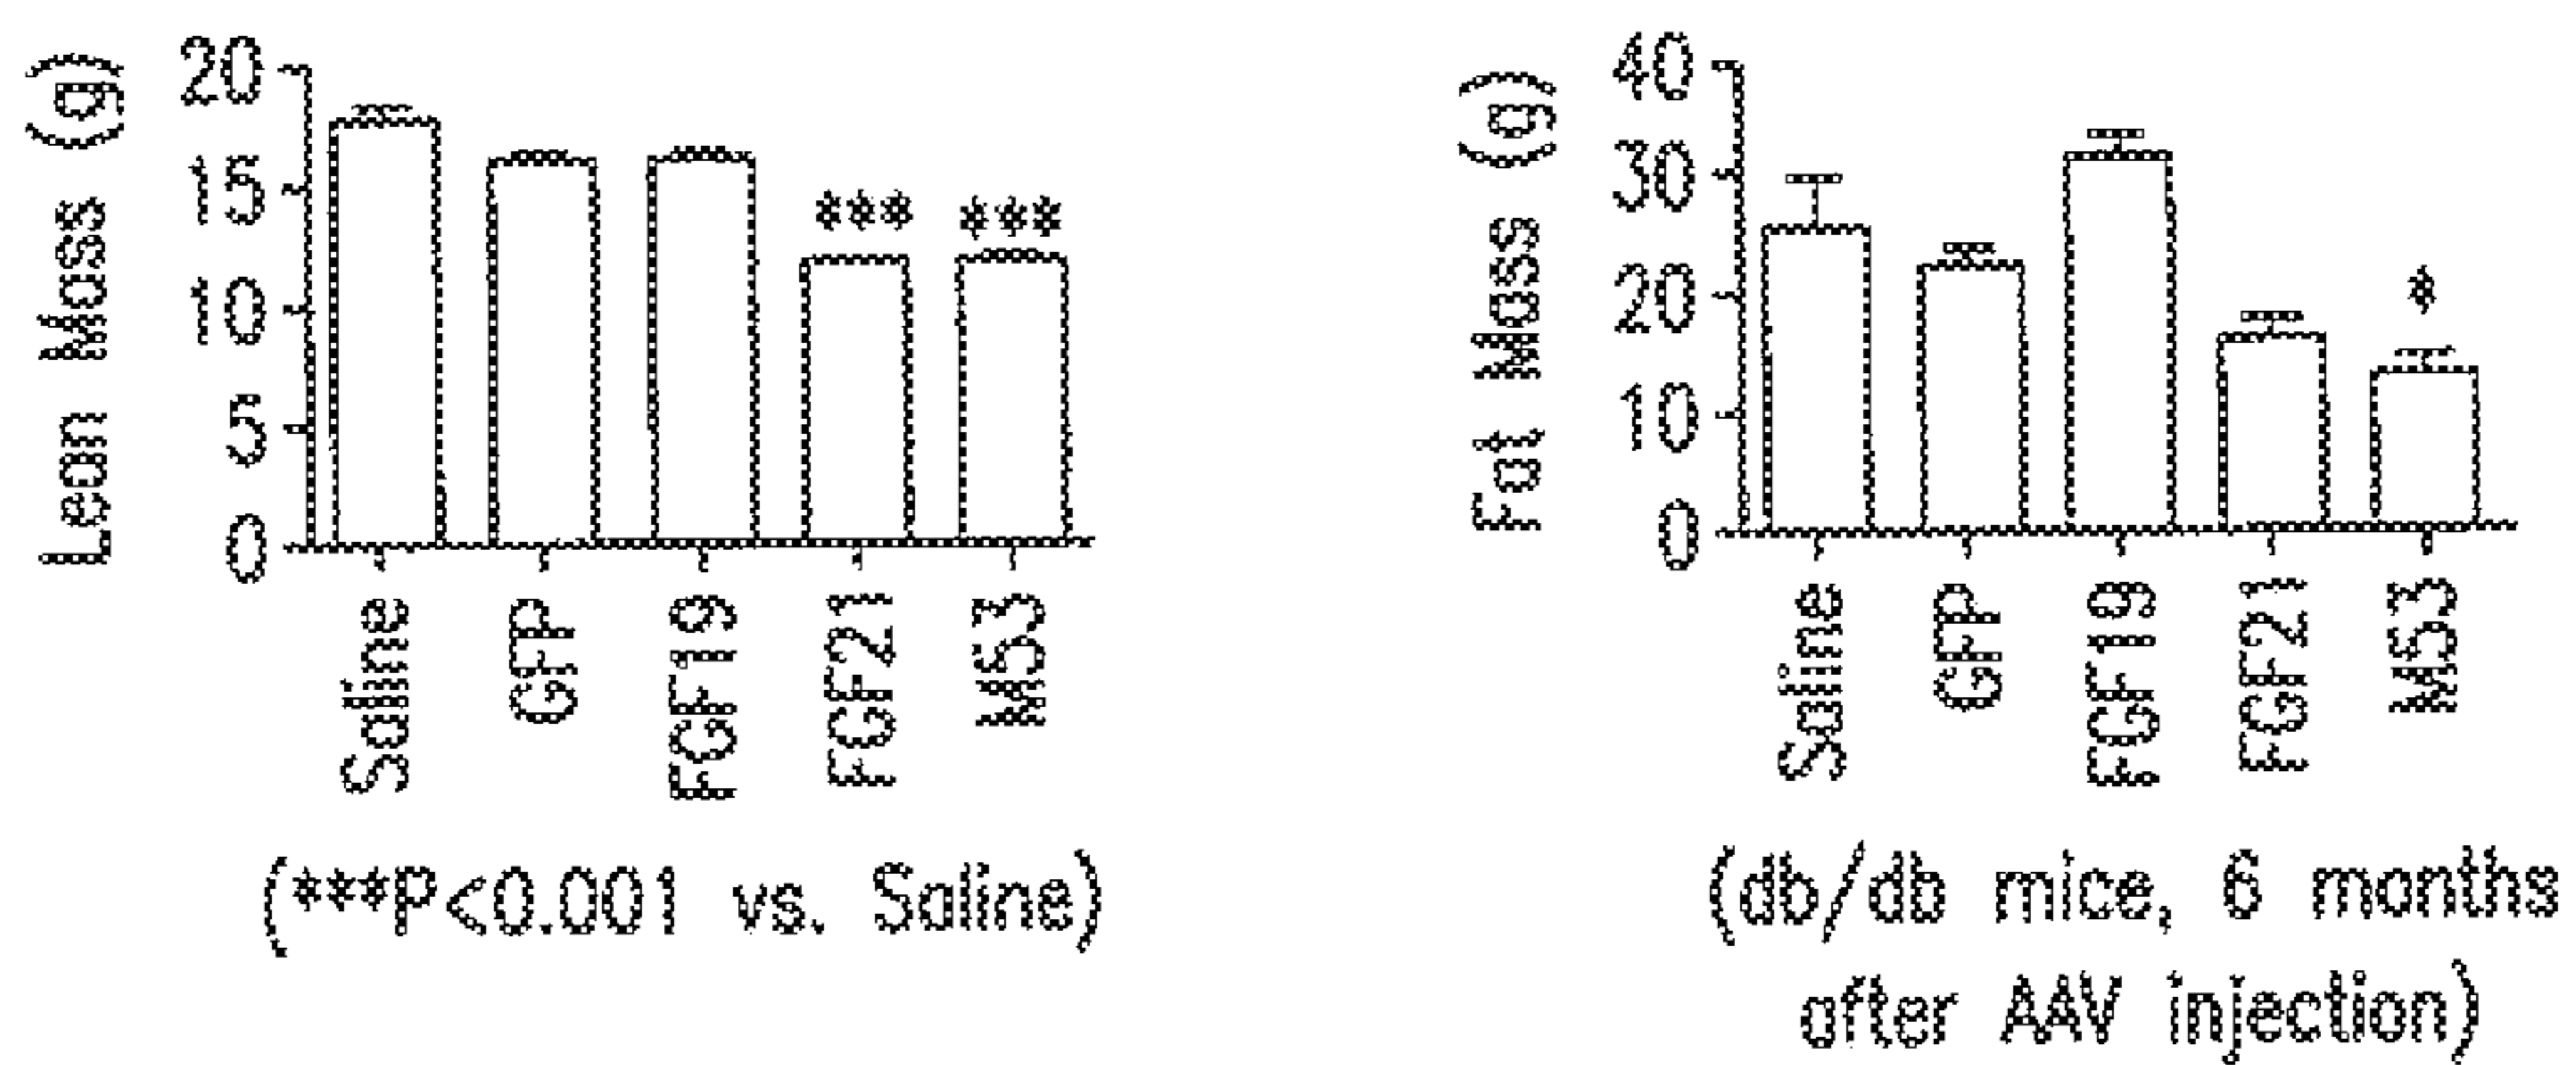 Lean Mass (g)
20
15
10
5
0
*** ***
Saline
GFP
FGF19
FGF21
M53
(***P<0.001 vs. Saline)
Fat Mass (g)
40
30
20
10
0
*
Saline
GFP
FGF19
FGF21
M53
(db/db mice, 6 months
after AAV injection)